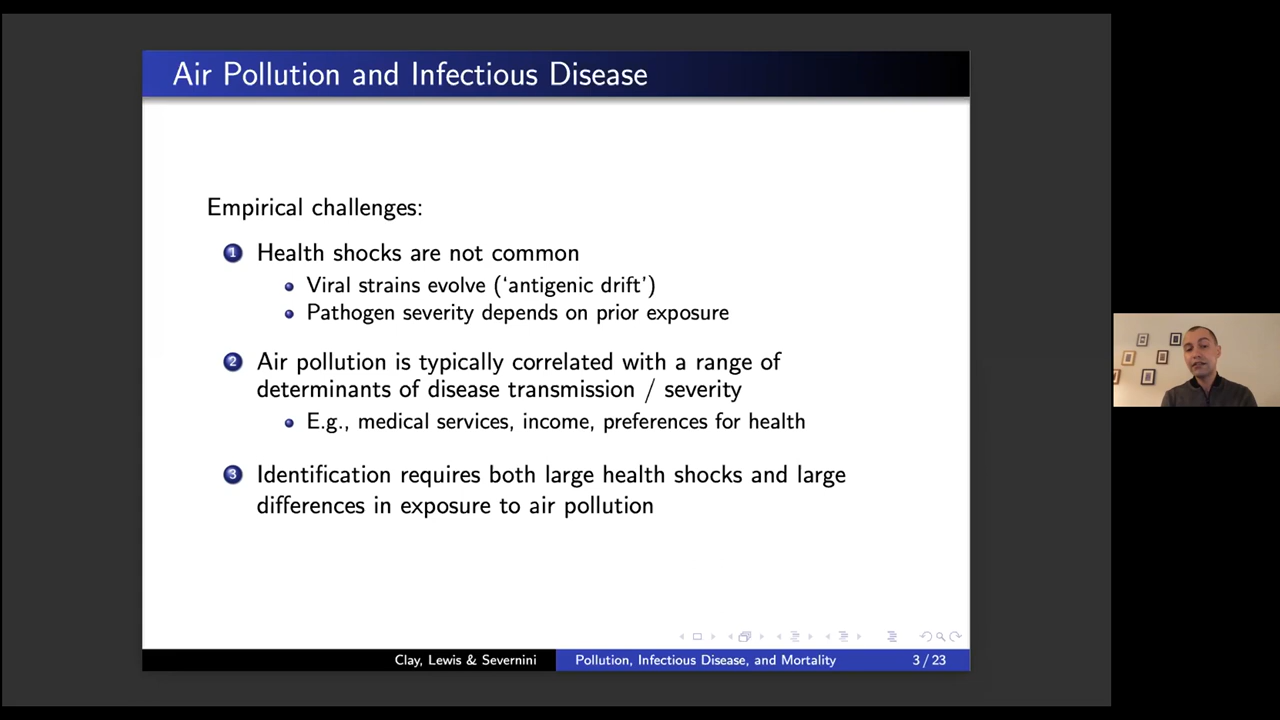 Air Pollution and Infectious Disease
Empirical challenges:
1 Health shocks are not common
Viral strains evolve (‘antigenic drift’)
Pathogen severity depends on prior exposure
2 Air pollution is typically correlated with a range of
determinants of disease transmission / severity
E.g., medical services, income, preferences for health
3 Identification requires both large health shocks and large
differences in exposure to air pollution
Clay, Lewis & Severnini
Pollution, Infectious Disease, and Mortality
3 / 23